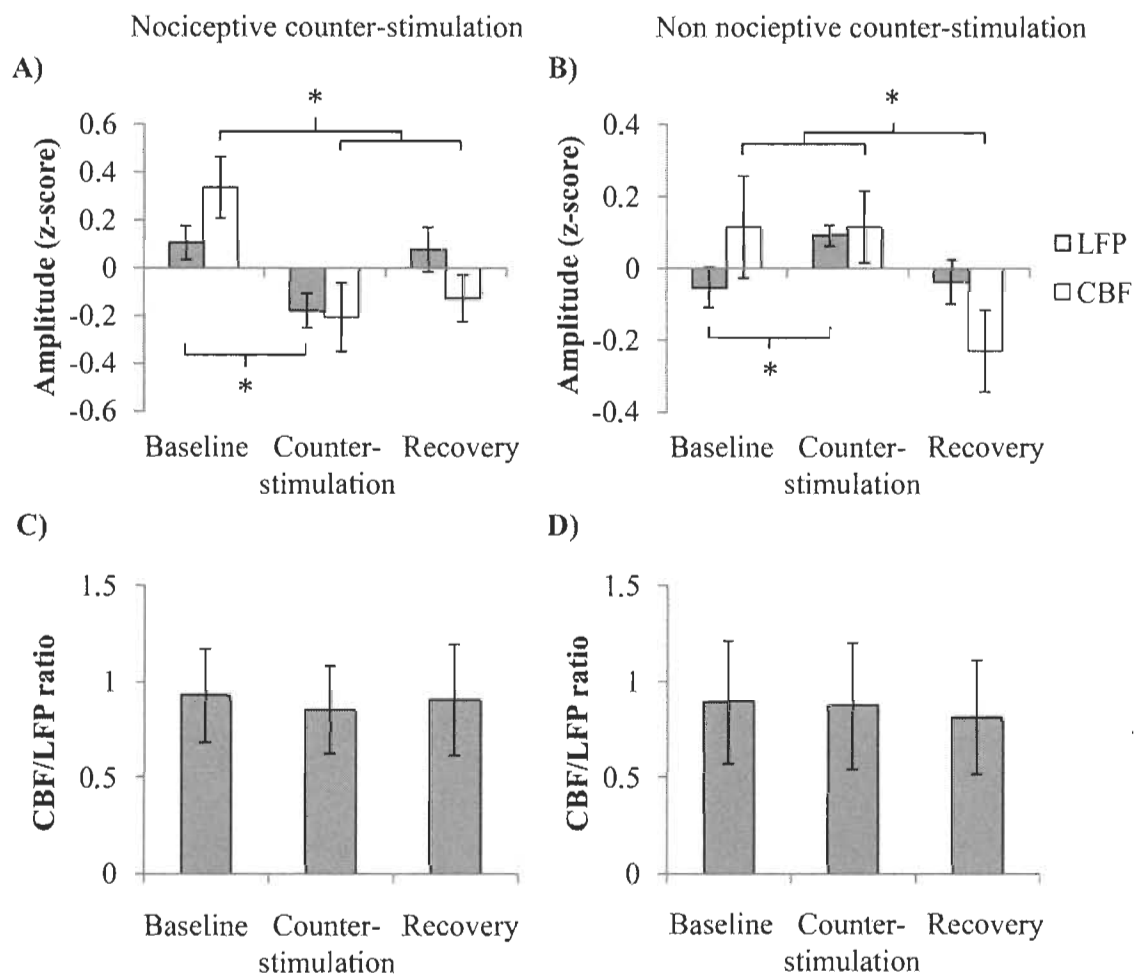 Nociceptive counter-stimulation
Non nocieptive counter-stimulation
A)
*
0.6
0.4
0.2
0
-0.2
-0.4
-0.6
Amplitude (z-score)
*
Baseline
Counter-
stimulation
Recovery
B)
*
0.4
0.2
0
-0.2
-0.4
Amplitude (z-score)
*
Baseline
Counter-
stimulation
Recovery
LFP
CBF
C)
1.5
1
0.5
0
CBF/LFP ratio
Baseline
Counter-
stimulation
Recovery
D)
1.5
1
0.5
0
CBF/LFP ratio
Baseline
Counter-
stimulation
Recovery